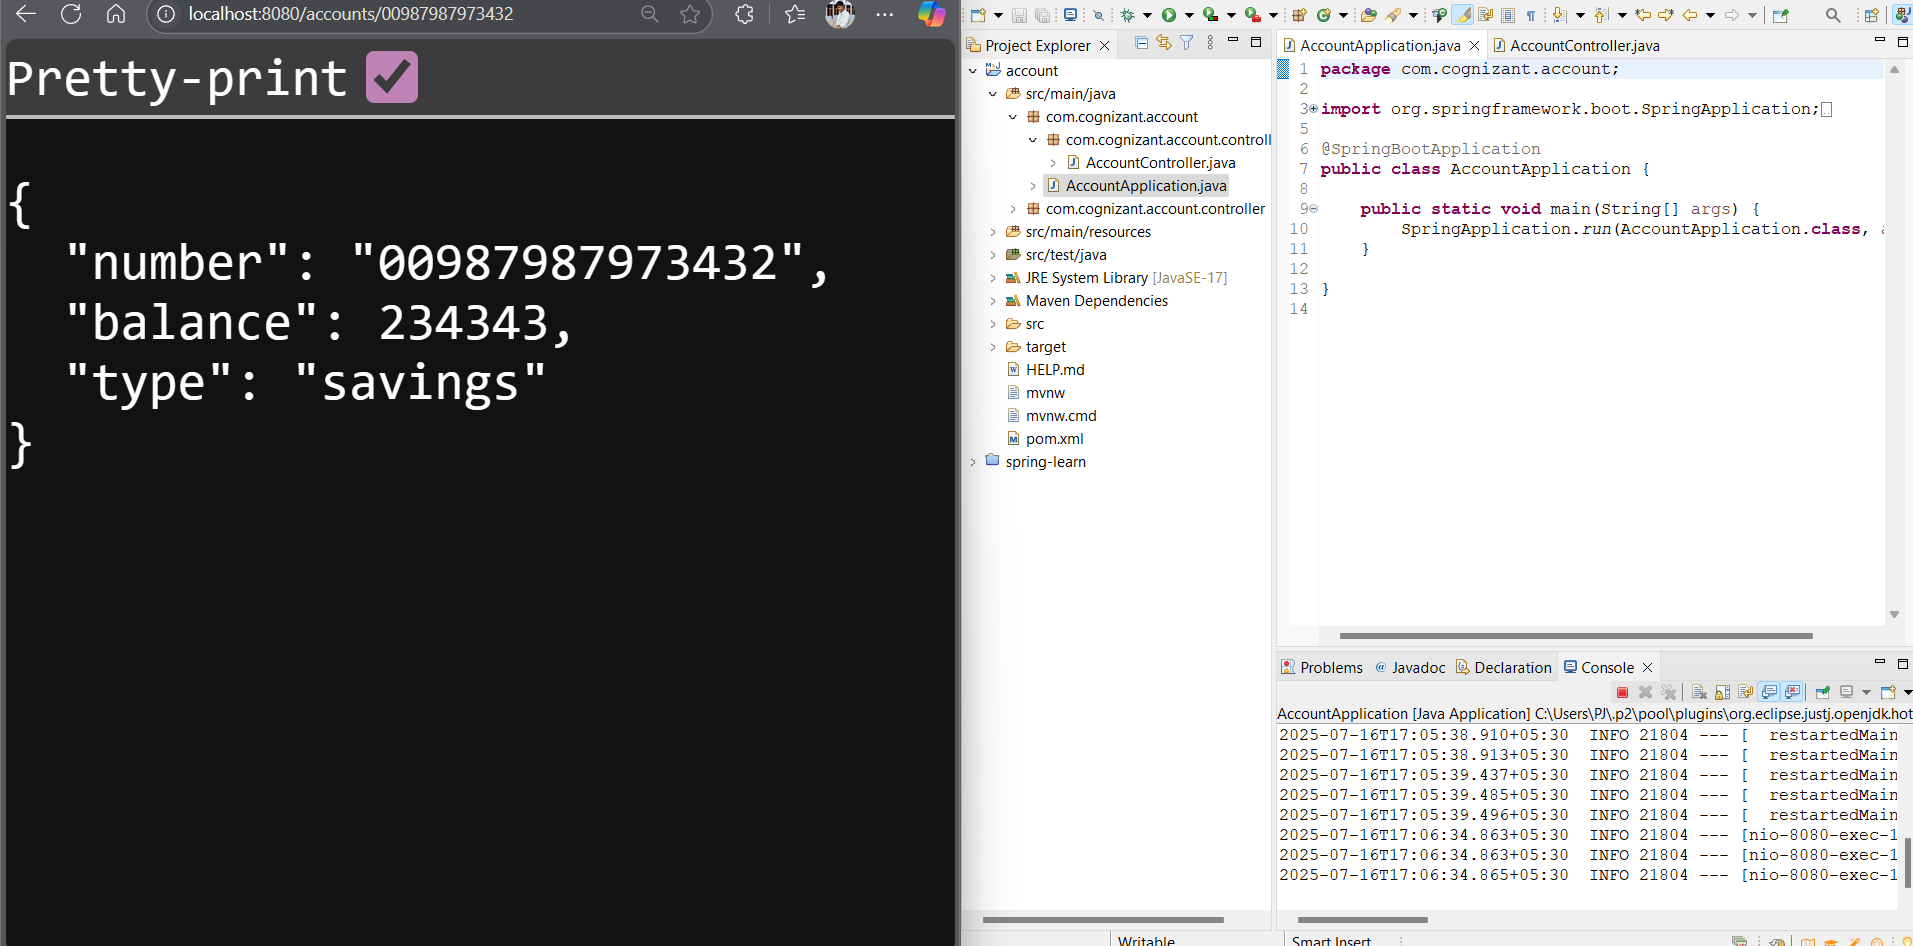 localhost:8080/accounts/00987987973432
Pretty-print
{
"number": "00987987973432",
"balance": 234343,
"type": "savings"
}
Project Explorer
account
src/main/java
com.cognizant.account
com.cognizant.account.controll
AccountController.java
AccountApplication.java
com.cognizant.account.controller
src/main/resources
src/test/java
JRE System Library [JavaSE-17]
Maven Dependencies
src
target
HELP.md
mvnw
mvnw.cmd
pom.xml
spring-learn
AccountApplication.java
AccountController.java
1 package com.cognizant.account;
2
3 import org.springframework.boot.SpringApplication;
5
6 @SpringBootApplication
7 public class AccountApplication {
8
9 public static void main(String[] args) {
10 SpringApplication.run(AccountApplication.class,
11 }
12
13 }
14
Problems Javadoc Declaration Console
AccountApplication [Java Application] C:\Users\PJ\.p2\pool\plugins\org.eclipse.justj.openjdk.hot
2025-07-16T17:05:38.910+05:30 INFO 21804 --- [ restartedMain
2025-07-16T17:05:38.913+05:30 INFO 21804 --- [ restartedMain
2025-07-16T17:05:39.437+05:30 INFO 21804 --- [ restartedMain
2025-07-16T17:05:39.485+05:30 INFO 21804 --- [ restartedMain
2025-07-16T17:05:39.496+05:30 INFO 21804 --- [ restartedMain
2025-07-16T17:06:34.863+05:30 INFO 21804 --- [nio-8080-exec-1
2025-07-16T17:06:34.863+05:30 INFO 21804 --- [nio-8080-exec-1
2025-07-16T17:06:34.865+05:30 INFO 21804 --- [nio-8080-exec-1
Writable
Smart Insert